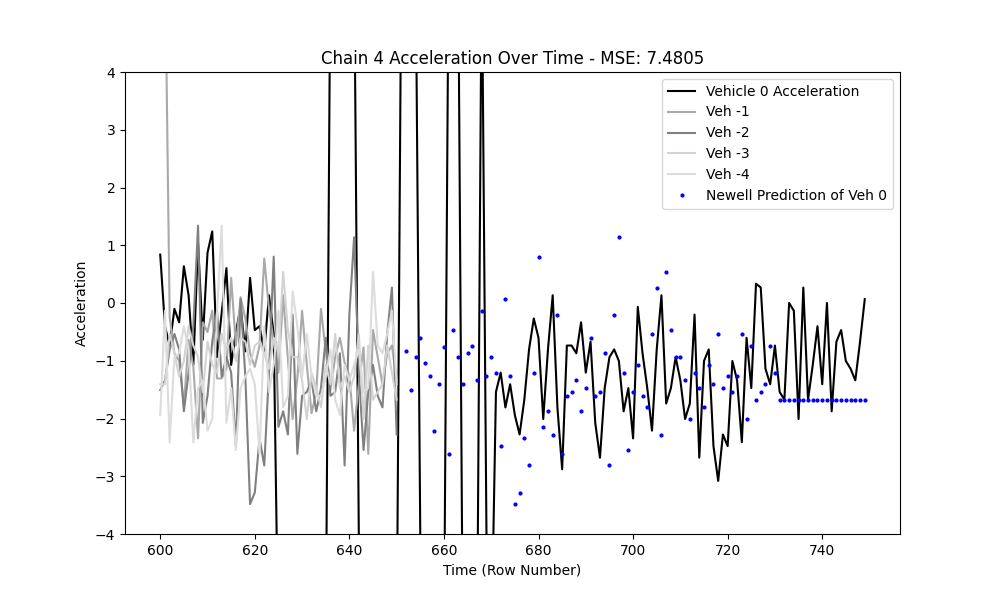 Chain 4 Acceleration Over Time - MSE: 7.4805
Vehicle 0 Acceleration
Veh -1
Veh -2
Veh -3
Veh -4
Newell Prediction of Veh 0
Acceleration
4
3
2
1
0
−1
−2
−3
−4
600
620
640
660
680
700
720
740
Time (Row Number)